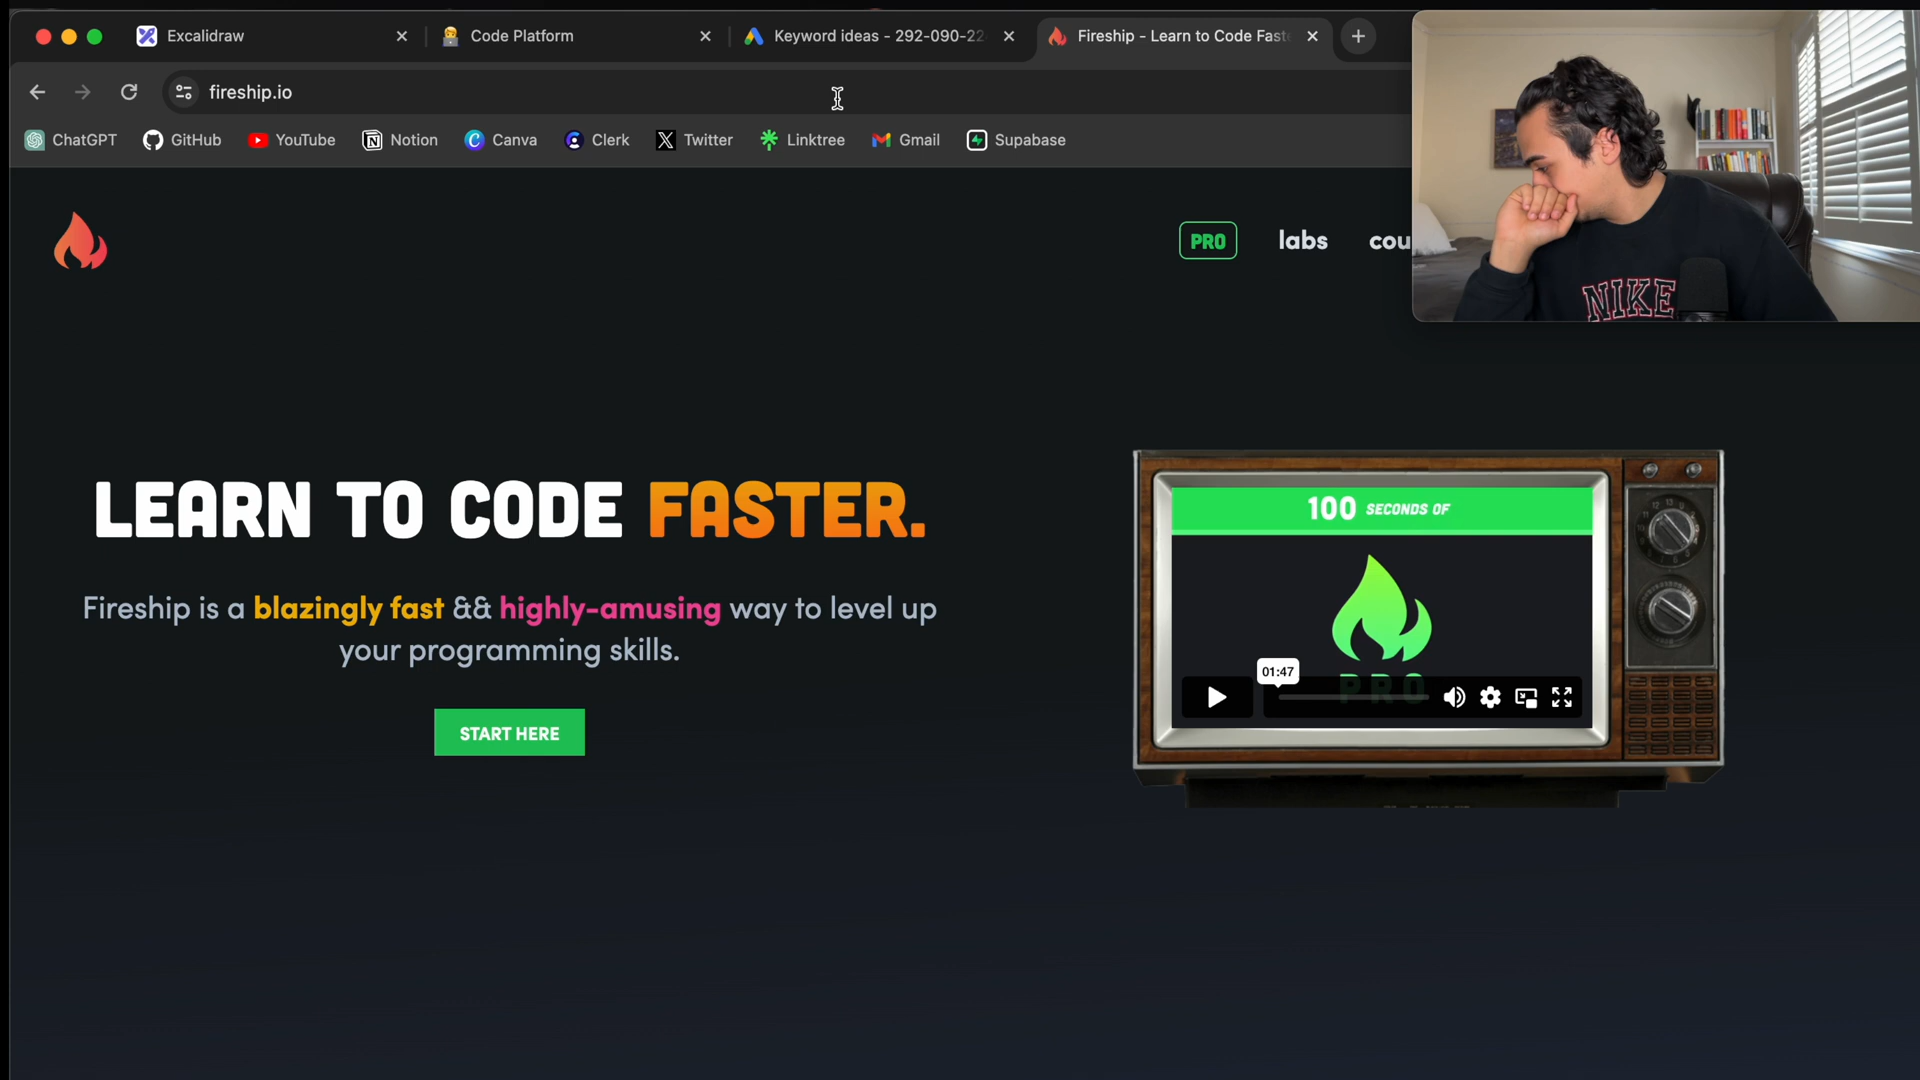 Excalidraw
Code Platform
Keyword ideas - 292-090-22
Fireship - Learn to Code Fast
fireship.io
ChatGPT
GitHub
YouTube
Notion
Canva
Clerk
Twitter
Linktree
Gmail
Supabase
PRO
labs
cou
NIKE
LEARN TO CODE FASTER.
Fireship is a blazingly fast && highly-amusing way to level up
your programming skills.
START HERE
100 SECONDS OF
01:47
PRO